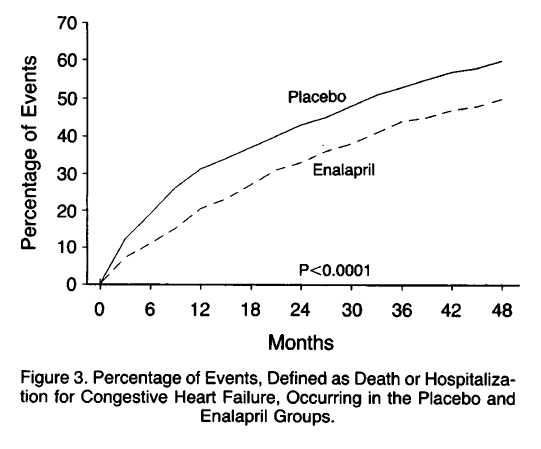 Percentage of Events
70
60
50
40
30
20
10
0
Placebo
Enalapril
P<0.0001
0 6 12 18 24 30 36 42 48
Months
Figure 3. Percentage of Events, Defined as Death or Hospitaliza-
tion for Congestive Heart Failure, Occurring in the Placebo and
Enalapril Groups.